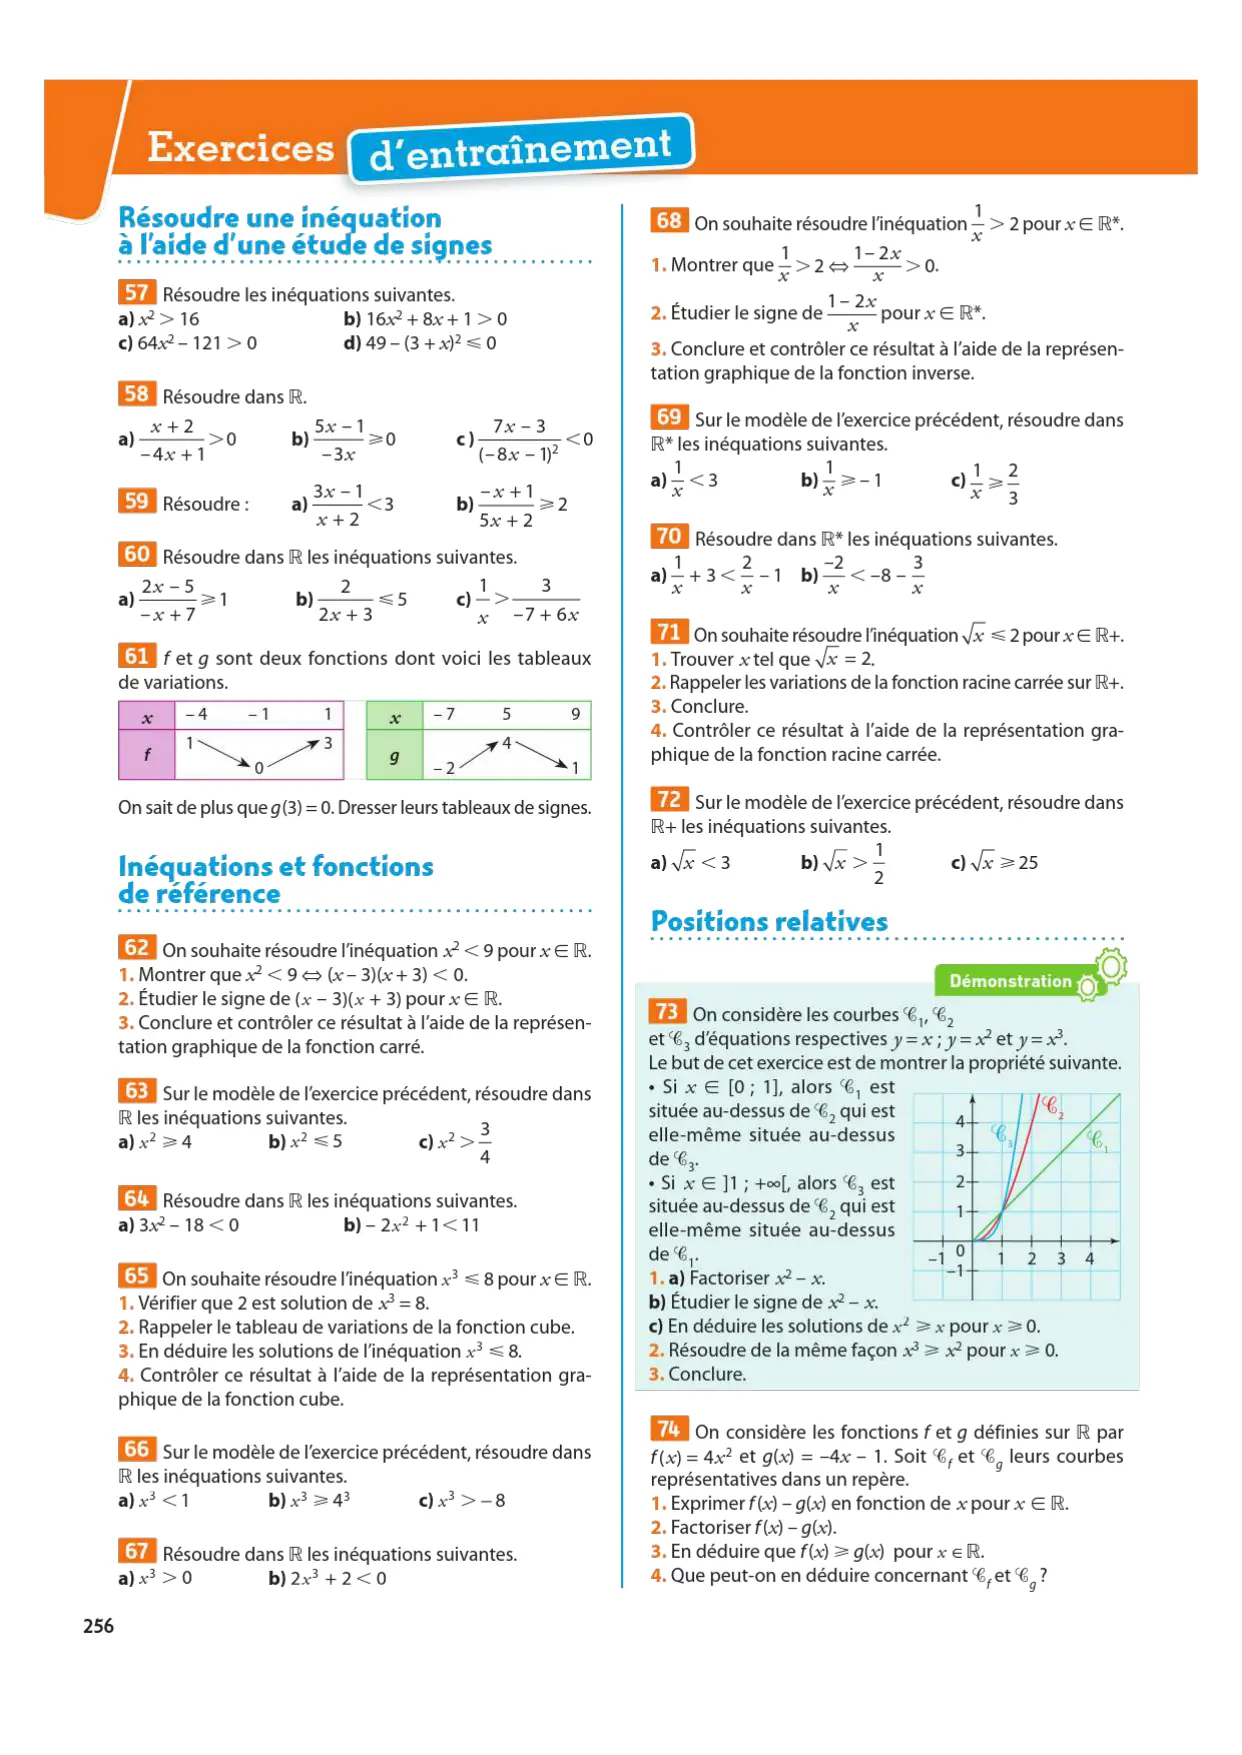 Exercices d'entraînement
Résoudre une inéquation
à l'aide d'une étude de signes
57 Résoudre les inéquations suivantes.
a) x² > 16 b) 16x² + 8x + 1 > 0
c) 64x² – 121 > 0 d) 49 – (3 + x)² ⩽ 0
58 Résoudre dans ℝ.
a) (x + 2)/(–4x + 1) > 0 b) (5x – 1)/(–3x) ⩾ 0 c) (7x – 3)/(–8x – 1)² < 0
59 Résoudre : a) (3x – 1)/(x + 2) < 3 b) (–x + 1)/(5x + 2) ⩾ 2
60 Résoudre dans ℝ les inéquations suivantes.
a) (2x – 5)/(–x + 7) ⩾ 1 b) 2/(2x + 3) ⩽ 5 c) 1/x > 3/(–7 + 6x)
61 f et g sont deux fonctions dont voici les tableaux
de variations.
x – 4 – 1 1
f 1 0 3
x – 7 5 9
g – 2 4 1
On sait de plus que g(3) = 0. Dresser leurs tableaux de signes.
Inéquations et fonctions
de référence
62 On souhaite résoudre l'inéquation x² < 9 pour x ∈ ℝ.
1. Montrer que x² < 9 ⇔ (x – 3)(x + 3) < 0.
2. Étudier le signe de (x – 3)(x + 3) pour x ∈ ℝ.
3. Conclure et contrôler ce résultat à l'aide de la représen-
tation graphique de la fonction carré.
63 Sur le modèle de l'exercice précédent, résoudre dans
ℝ les inéquations suivantes.
a) x² ⩾ 4 b) x² ⩽ 5 c) x² > 3/4
64 Résoudre dans ℝ les inéquations suivantes.
a) 3x² – 18 < 0 b) – 2x² + 1 < 11
65 On souhaite résoudre l'inéquation x³ ⩽ 8 pour x ∈ ℝ.
1. Vérifier que 2 est solution de x³ = 8.
2. Rappeler le tableau de variations de la fonction cube.
3. En déduire les solutions de l'inéquation x³ ⩽ 8.
4. Contrôler ce résultat à l'aide de la représentation gra-
phique de la fonction cube.
66 Sur le modèle de l'exercice précédent, résoudre dans
ℝ les inéquations suivantes.
a) x³ < 1 b) x³ ⩾ 4³ c) x³ > – 8
67 Résoudre dans ℝ les inéquations suivantes.
a) x³ > 0 b) 2x³ + 2 < 0
256
68 On souhaite résoudre l'inéquation 1/x > 2 pour x ∈ ℝ*.
1. Montrer que 1/x > 2 ⇔ (1 – 2x)/x > 0.
2. Étudier le signe de (1 – 2x)/x pour x ∈ ℝ*.
3. Conclure et contrôler ce résultat à l'aide de la représen-
tation graphique de la fonction inverse.
69 Sur le modèle de l'exercice précédent, résoudre dans
ℝ* les inéquations suivantes.
a) 1/x < 3 b) 1/x ⩾ – 1 c) 1/x ⩾ 2/3
70 Résoudre dans ℝ* les inéquations suivantes.
a) 1/x + 3 < 2/x – 1 b) –2/x < –8 – 3/x
71 On souhaite résoudre l'inéquation √x ⩽ 2 pour x ∈ ℝ+.
1. Trouver x tel que √x = 2.
2. Rappeler les variations de la fonction racine carrée sur ℝ+.
3. Conclure.
4. Contrôler ce résultat à l'aide de la représentation gra-
phique de la fonction racine carrée.
72 Sur le modèle de l'exercice précédent, résoudre dans
ℝ+ les inéquations suivantes.
a) √x < 3 b) √x > 1/2 c) √x ⩾ 25
Positions relatives
Démonstration
73 On considère les courbes 𝒞₁, 𝒞₂
et 𝒞₃ d'équations respectives y = x ; y = x² et y = x³.
Le but de cet exercice est de montrer la propriété suivante.
• Si x ∈ [0 ; 1], alors 𝒞₁ est
située au-dessus de 𝒞₂ qui est
elle-même située au-dessus
de 𝒞₃.
• Si x ∈ ]1 ; +∞[, alors 𝒞₃ est
située au-dessus de 𝒞₂ qui est
elle-même située au-dessus
de 𝒞₁.
𝒞₃ 𝒞₂ 𝒞₁
4
3
2
1
–1 0 1 2 3 4
–1
1. a) Factoriser x² – x.
b) Étudier le signe de x² – x.
c) En déduire les solutions de x² ⩾ x pour x ⩾ 0.
2. Résoudre de la même façon x³ ⩾ x² pour x ⩾ 0.
3. Conclure.
74 On considère les fonctions f et g définies sur ℝ par
f(x) = 4x² et g(x) = –4x – 1. Soit 𝒞f et 𝒞g leurs courbes
représentatives dans un repère.
1. Exprimer f(x) – g(x) en fonction de x pour x ∈ ℝ.
2. Factoriser f(x) – g(x).
3. En déduire que f(x) ⩾ g(x) pour x ∈ ℝ.
4. Que peut-on en déduire concernant 𝒞f et 𝒞g ?